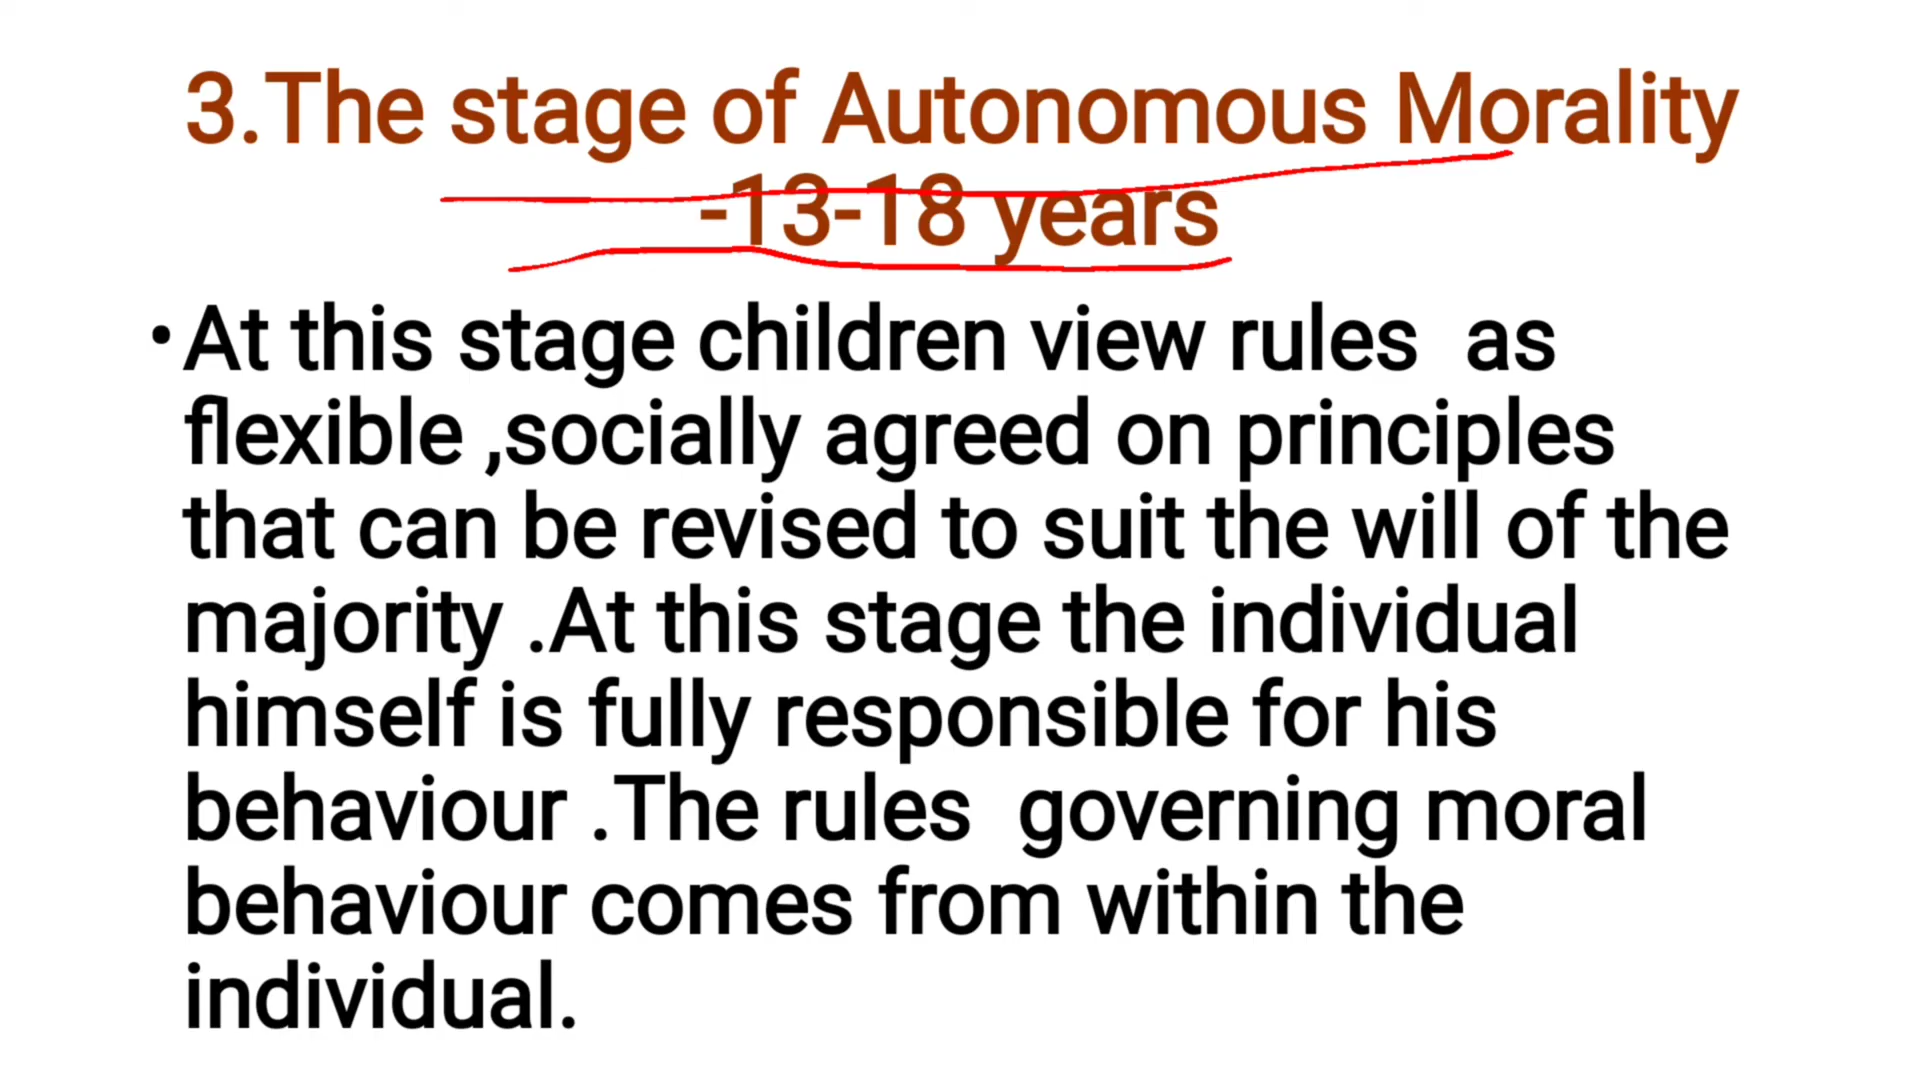 3.The stage of Autonomous Morality
-13-18 years
•At this stage children view rules  as
flexible ,socially agreed on principles
that can be revised to suit the will of the
majority .At this stage the individual
himself is fully responsible for his
behaviour .The rules  governing moral
behaviour comes from within the
individual.